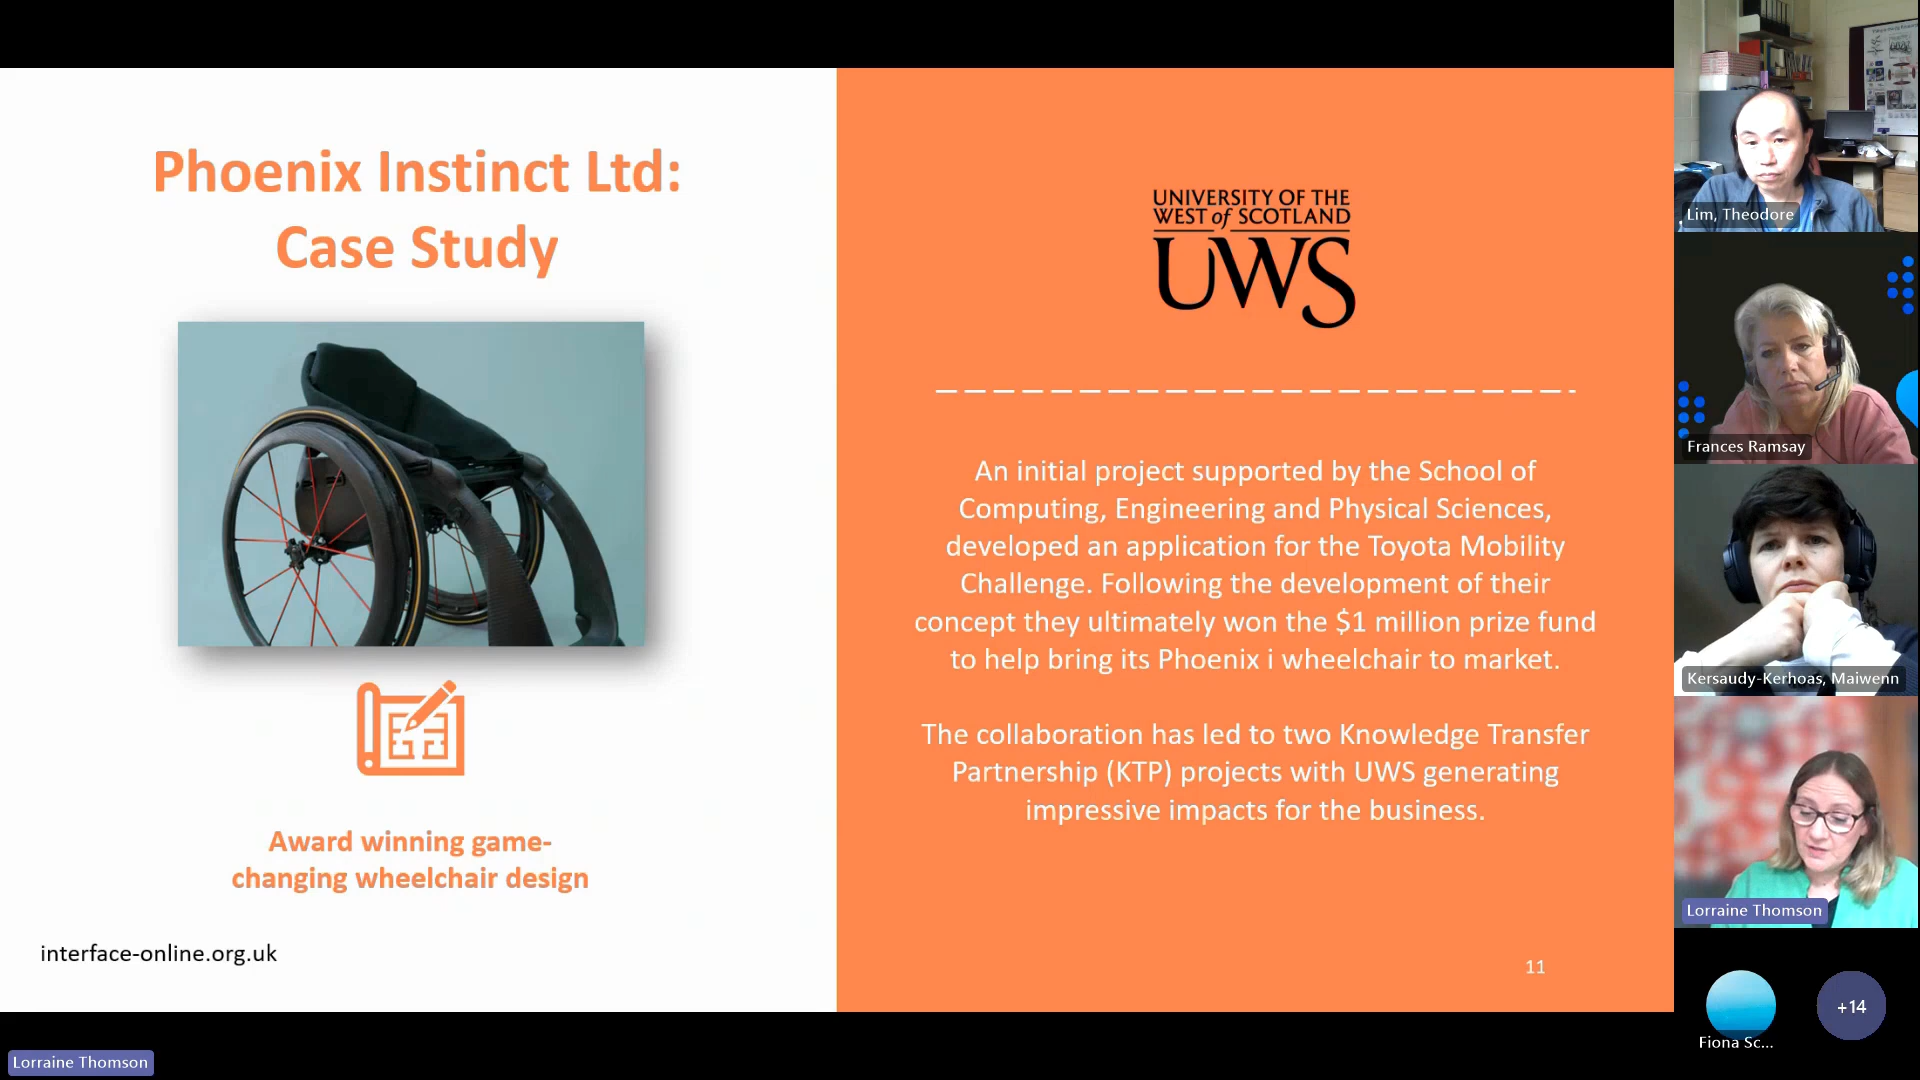 Phoenix Instinct Ltd:
Case Study
Award winning game-
changing wheelchair design
interface-online.org.uk
UNIVERSITY OF THE
WEST of SCOTLAND
UWS
An initial project supported by the School of
Computing, Engineering and Physical Sciences,
developed an application for the Toyota Mobility
Challenge. Following the development of their
concept they ultimately won the $1 million prize fund
to help bring its Phoenix i wheelchair to market.
The collaboration has led to two Knowledge Transfer
Partnership (KTP) projects with UWS generating
impressive impacts for the business.
11
Lim, Theodore
Frances Ramsay
Kersaudy-Kerhoas, Maiwenn
Lorraine Thomson
Fiona Sc...
+14
Lorraine Thomson